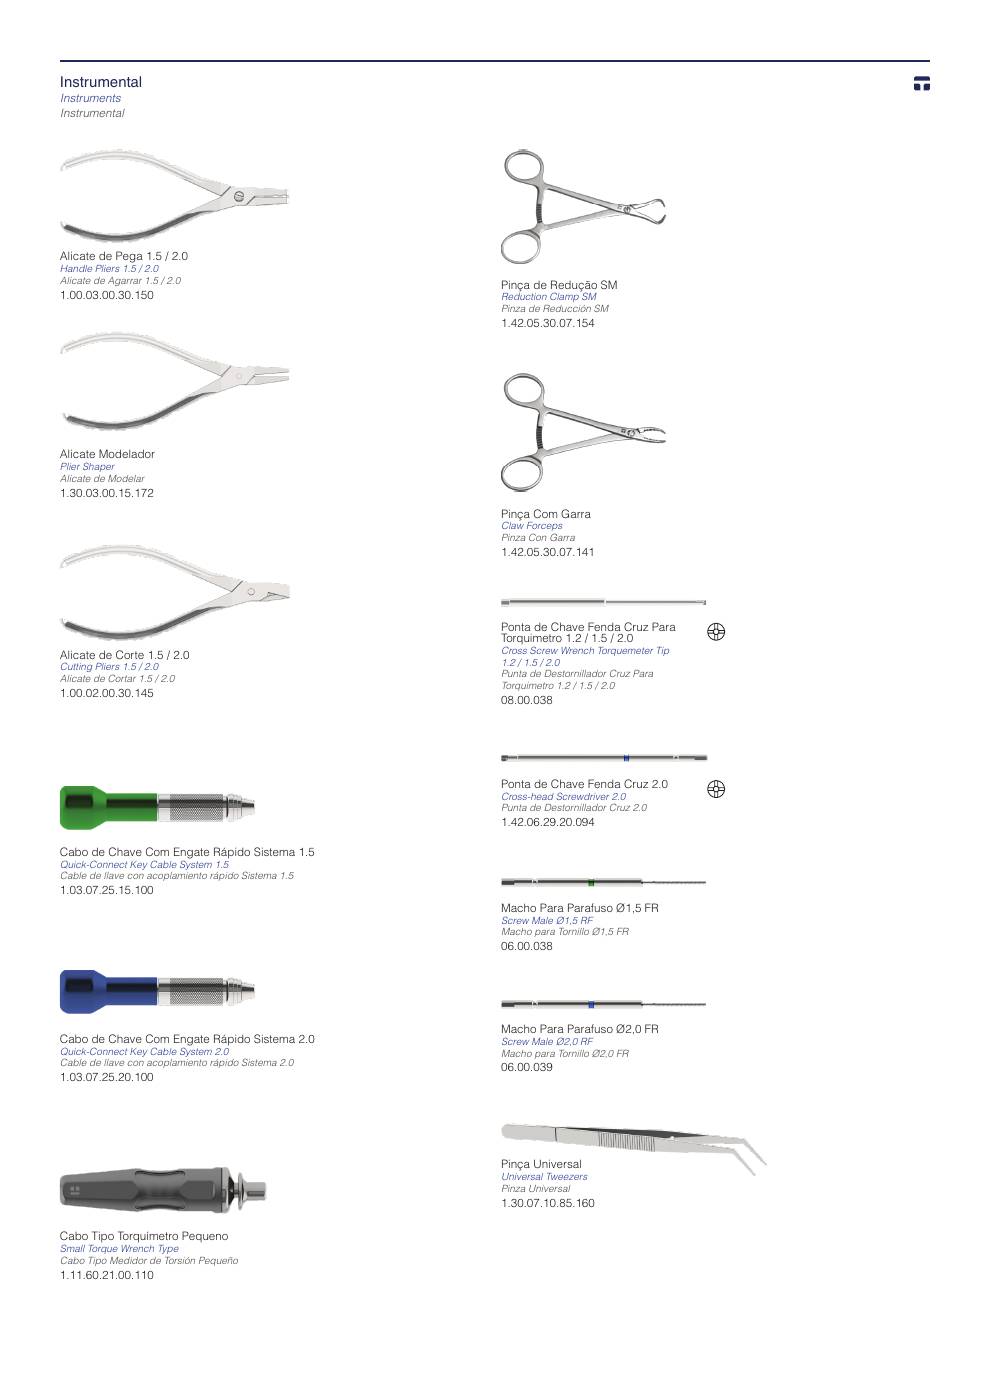 Instrumental
Instruments
Instrumental
Alicate de Pega 1.5 / 2.0
Handle Pliers 1.5 / 2.0
Alicate de Agarrar 1.5 / 2.0
1.00.03.00.30.150
Alicate Modelador
Plier Shaper
Alicate de Modelar
1.30.03.00.15.172
Alicate de Corte 1.5 / 2.0
Cutting Pliers 1.5 / 2.0
Alicate de Cortar 1.5 / 2.0
1.00.02.00.30.145
Cabo de Chave Com Engate Rápido Sistema 1.5
Quick-Connect Key Cable System 1.5
Cable de llave con acoplamiento rápido Sistema 1.5
1.03.07.25.15.100
Cabo de Chave Com Engate Rápido Sistema 2.0
Quick-Connect Key Cable System 2.0
Cable de llave con acoplamiento rápido Sistema 2.0
1.03.07.25.20.100
Cabo Tipo Torquímetro Pequeno
Small Torque Wrench Type
Cabo Tipo Medidor de Torsión Pequeño
1.11.60.21.00.110
Pinça de Redução SM
Reduction Clamp SM
Pinza de Reducción SM
1.42.05.30.07.154
Pinça Com Garra
Claw Forceps
Pinza Con Garra
1.42.05.30.07.141
Ponta de Chave Fenda Cruz Para
Torquimetro 1.2 / 1.5 / 2.0
Cross Screw Wrench Torquemeter Tip
1.2 / 1.5 / 2.0
Punta de Destornillador Cruz Para
Torquimetro 1.2 / 1.5 / 2.0
08.00.038
Ponta de Chave Fenda Cruz 2.0
Cross-head Screwdriver 2.0
Punta de Destornillador Cruz 2.0
1.42.06.29.20.094
Macho Para Parafuso Ø1,5 FR
Screw Male Ø1,5 RF
Macho para Tornillo Ø1,5 FR
06.00.038
Macho Para Parafuso Ø2,0 FR
Screw Male Ø2,0 RF
Macho para Tornillo Ø2,0 FR
06.00.039
Pinça Universal
Universal Tweezers
Pinza Universal
1.30.07.10.85.160